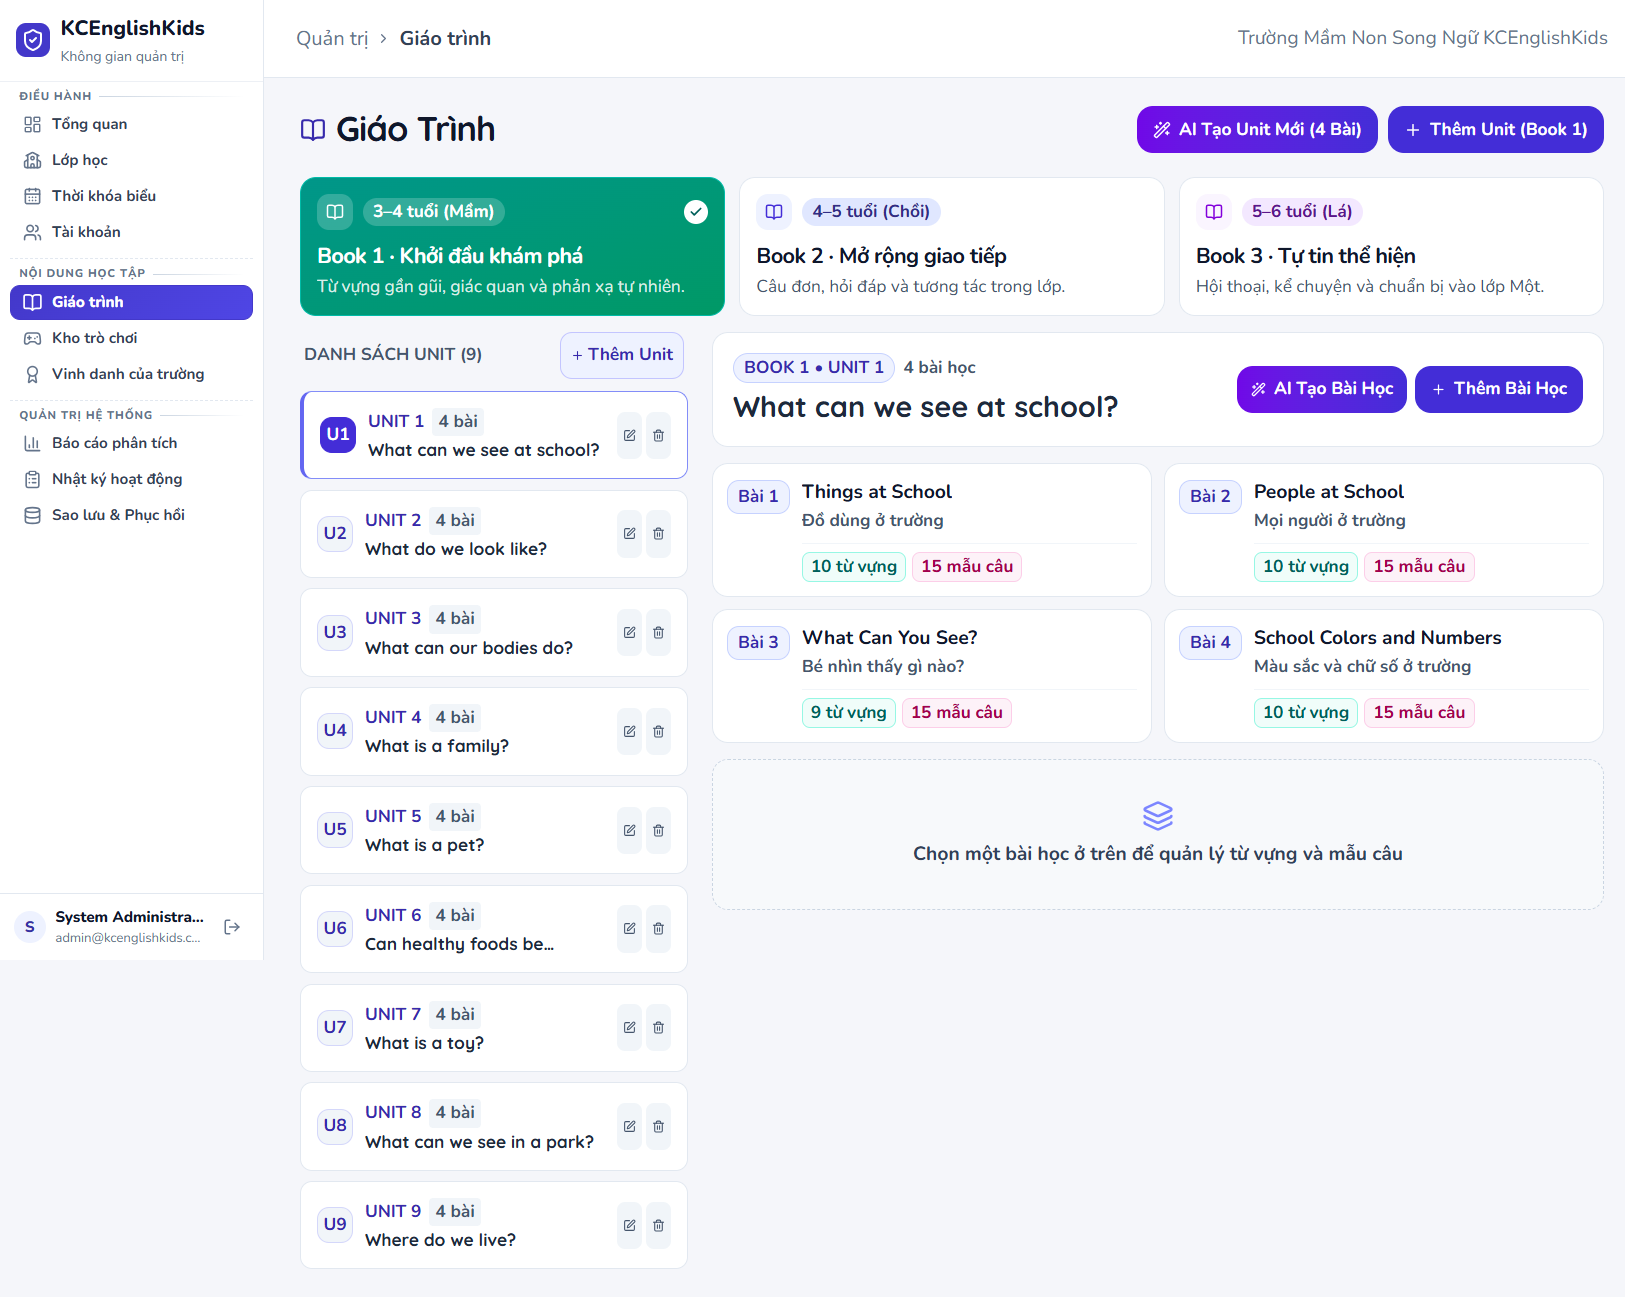 KCEnglishKids
Không gian quản trị
ĐIỀU HÀNH
Tổng quan
Lớp học
Thời khóa biểu
Tài khoản
NỘI DUNG HỌC TẬP
Giáo trình
Kho trò chơi
Vinh danh của trường
QUẢN TRỊ HỆ THỐNG
Báo cáo phân tích
Nhật ký hoạt động
Sao lưu & Phục hồi
S
System Administra...
admin@kcenglishkids.c...
Quản trị > Giáo trình
Trường Mầm Non Song Ngữ KCEnglishKids
Giáo Trình
AI Tạo Unit Mới (4 Bài)
+ Thêm Unit (Book 1)
3–4 tuổi (Mầm)
Book 1 · Khởi đầu khám phá
Từ vựng gần gũi, giác quan và phản xạ tự nhiên.
4–5 tuổi (Chồi)
Book 2 · Mở rộng giao tiếp
Câu đơn, hỏi đáp và tương tác trong lớp.
5–6 tuổi (Lá)
Book 3 · Tự tin thể hiện
Hội thoại, kể chuyện và chuẩn bị vào lớp Một.
DANH SÁCH UNIT (9)
+ Thêm Unit
U1
UNIT 1 4 bài
What can we see at school?
U2
UNIT 2 4 bài
What do we look like?
U3
UNIT 3 4 bài
What can our bodies do?
U4
UNIT 4 4 bài
What is a family?
U5
UNIT 5 4 bài
What is a pet?
U6
UNIT 6 4 bài
Can healthy foods be...
U7
UNIT 7 4 bài
What is a toy?
U8
UNIT 8 4 bài
What can we see in a park?
U9
UNIT 9 4 bài
Where do we live?
BOOK 1 • UNIT 1 4 bài học
What can we see at school?
AI Tạo Bài Học
+ Thêm Bài Học
Bài 1
Things at School
Đồ dùng ở trường
10 từ vựng 15 mẫu câu
Bài 2
People at School
Mọi người ở trường
10 từ vựng 15 mẫu câu
Bài 3
What Can You See?
Bé nhìn thấy gì nào?
9 từ vựng 15 mẫu câu
Bài 4
School Colors and Numbers
Màu sắc và chữ số ở trường
10 từ vựng 15 mẫu câu
Chọn một bài học ở trên để quản lý từ vựng và mẫu câu